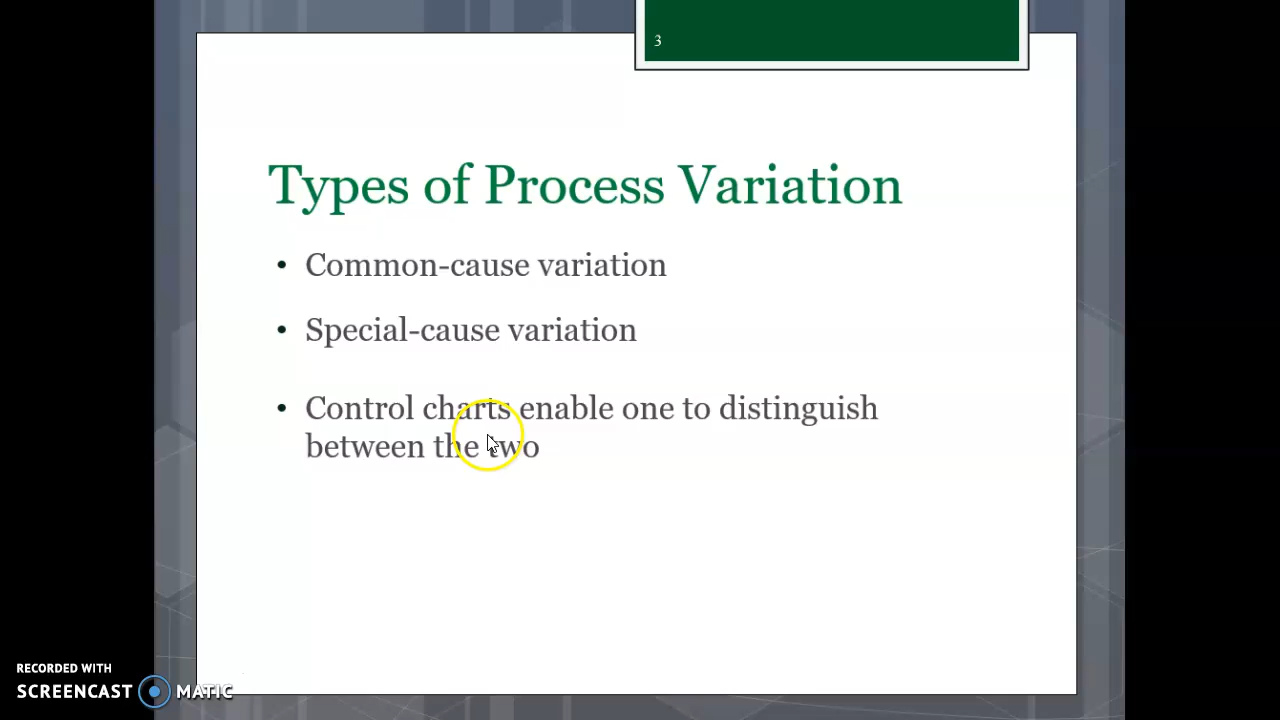 3
Types of Process Variation
• Common-cause variation
• Special-cause variation
• Control charts enable one to distinguish
between the two
RECORDED WITH
SCREENCAST MATIC